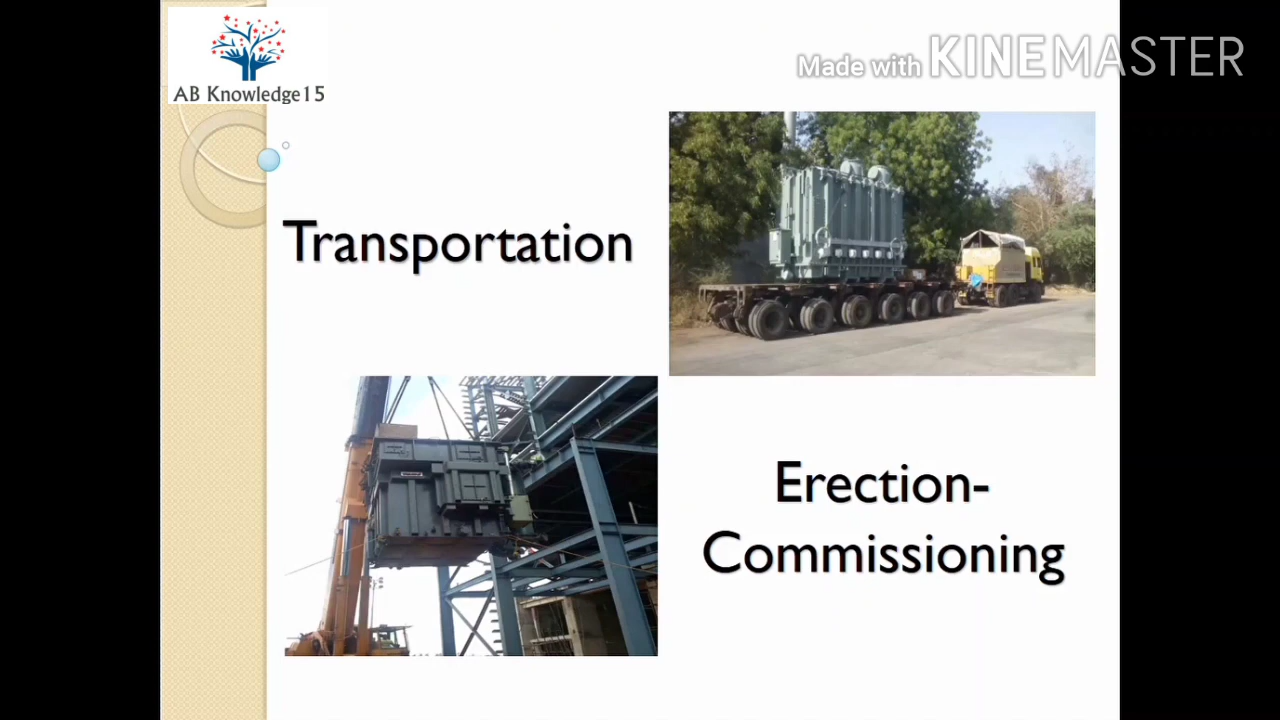 AB Knowledge15
Made with KINEMASTER
Transportation
Erection-
Commissioning